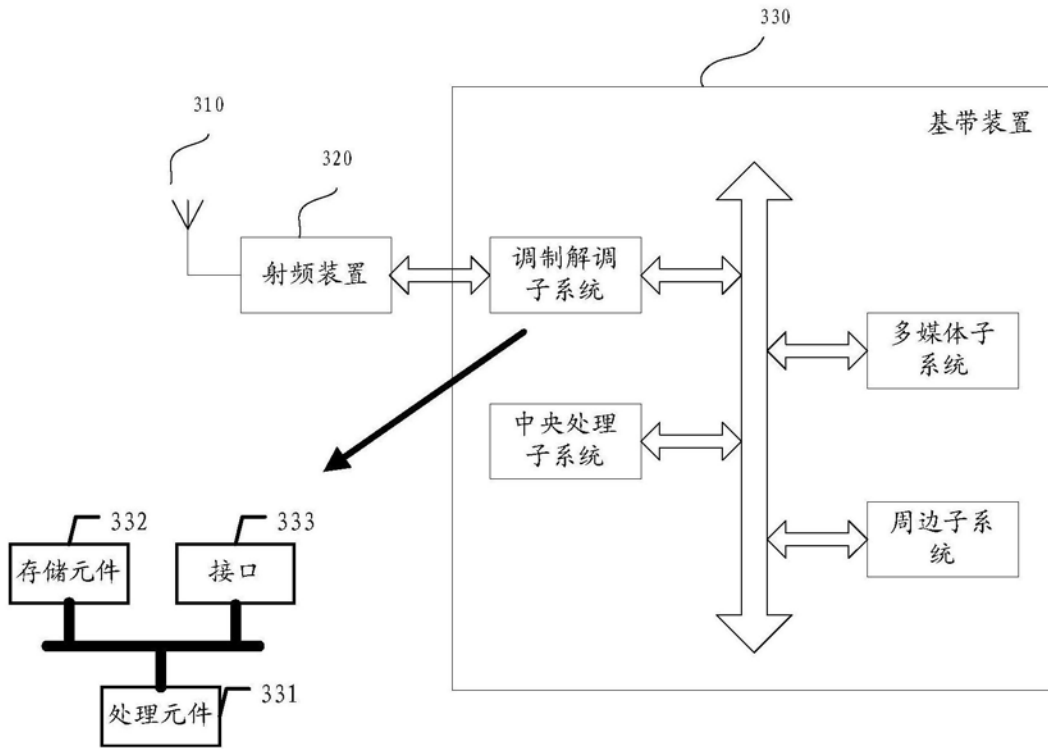 330
基带装置
310
320
射频装置
调制解调
子系统
多媒体子
系统
中央处理
子系统
周边子系
统
332
333
存储元件
接口
处理元件
331